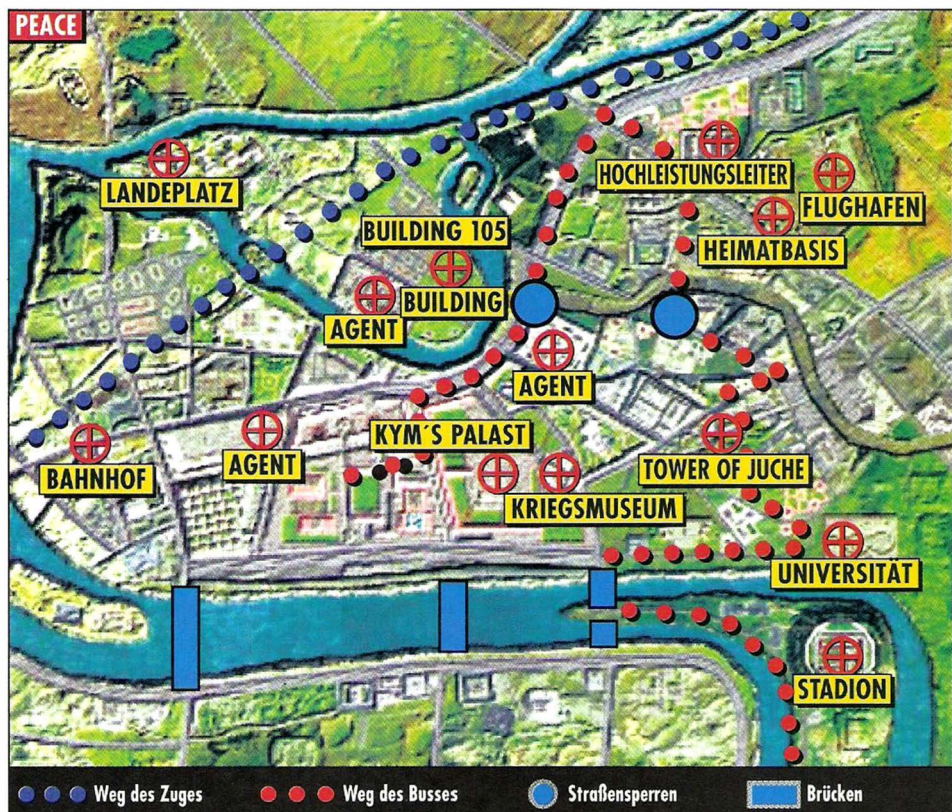 PEACE
LANDEPLATZ
HOCHLEISTUNGSLEITER
FLUGHAFEN
BUILDING 105
HEIMATBASIS
BUILDING
AGENT
AGENT
KYM´S PALAST
BAHNHOF
AGENT
TOWER OF JUCHE
KRIEGSMUSEUM
UNIVERSITÄT
STADION
Weg des Zuges
Weg des Busses
Straßensperren
Brücken